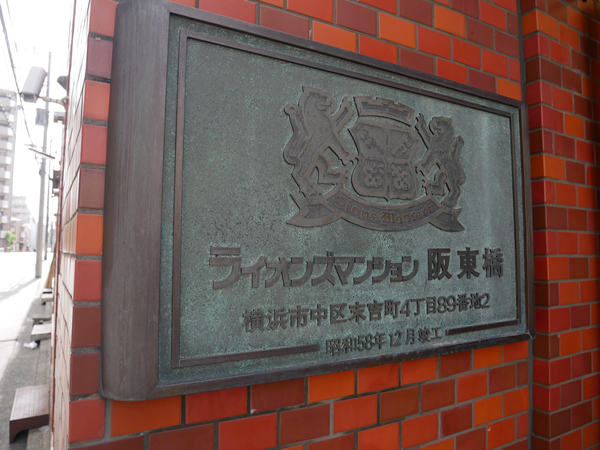 Lions Mansion
ライオンズマンション 阪東橋
横浜市中区末吉町4丁目89番地2
昭和58年12月竣工